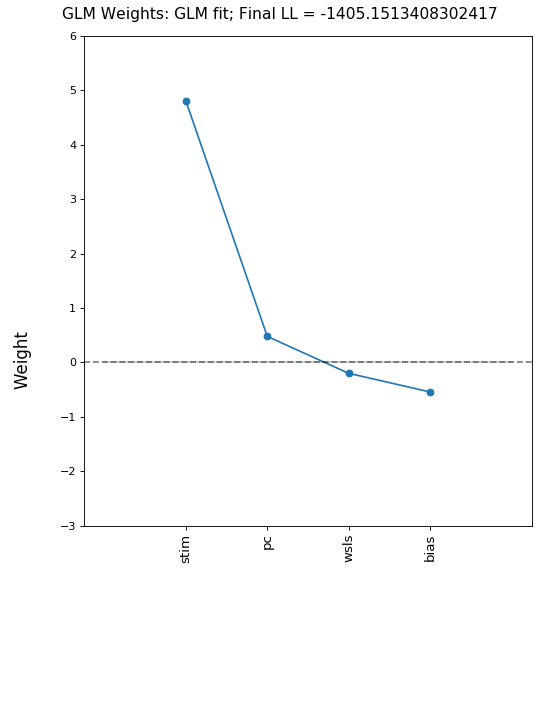 GLM Weights: GLM fit; Final LL = -1405.1513408302417
6
5
4
3
2
1
0
−1
−2
−3
Weight
stim
pc
wsls
bias